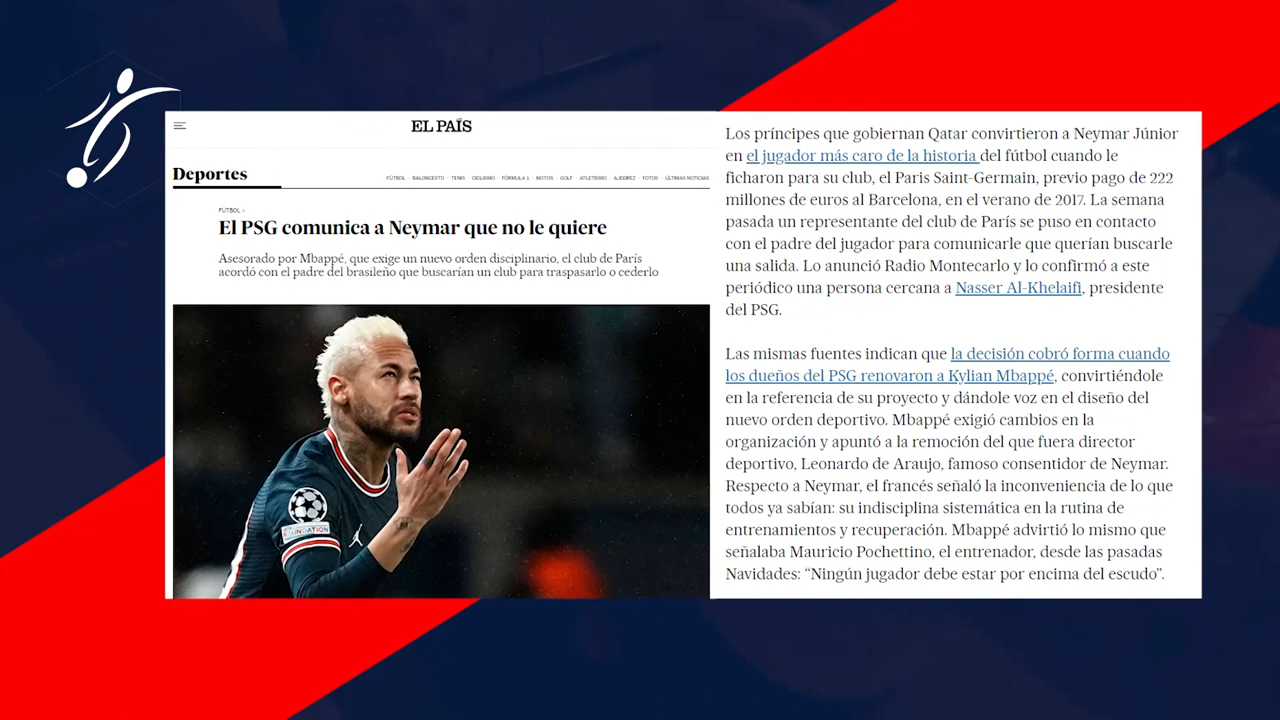 EL PAÍS
Deportes
FÚTBOL · BALONCESTO · TENIS · CICLISMO · FÓRMULA 1 · MOTOS · GOLF · ATLETISMO · AJEDREZ · FOTOS · ÚLTIMAS NOTICIAS
FÚTBOL ›
El PSG comunica a Neymar que no le quiere
Asesorado por Mbappé, que exige un nuevo orden disciplinario, el club de París
acordó con el padre del brasileño que buscarían un club para traspasarlo o cederlo
Los príncipes que gobiernan Qatar convirtieron a Neymar Júnior
en el jugador más caro de la historia del fútbol cuando le
ficharon para su club, el Paris Saint-Germain, previo pago de 222
millones de euros al Barcelona, en el verano de 2017. La semana
pasada un representante del club de París se puso en contacto
con el padre del jugador para comunicarle que querían buscarle
una salida. Lo anunció Radio Montecarlo y lo confirmó a este
periódico una persona cercana a Nasser Al-Khelaifi, presidente
del PSG.
Las mismas fuentes indican que la decisión cobró forma cuando
los dueños del PSG renovaron a Kylian Mbappé, convirtiéndole
en la referencia de su proyecto y dándole voz en el diseño del
nuevo orden deportivo. Mbappé exigió cambios en la
organización y apuntó a la remoción del que fuera director
deportivo, Leonardo de Araujo, famoso consentidor de Neymar.
Respecto a Neymar, el francés señaló la inconveniencia de lo que
todos ya sabían: su indisciplina sistemática en la rutina de
entrenamientos y recuperación. Mbappé advirtió lo mismo que
señalaba Mauricio Pochettino, el entrenador, desde las pasadas
Navidades: “Ningún jugador debe estar por encima del escudo”.